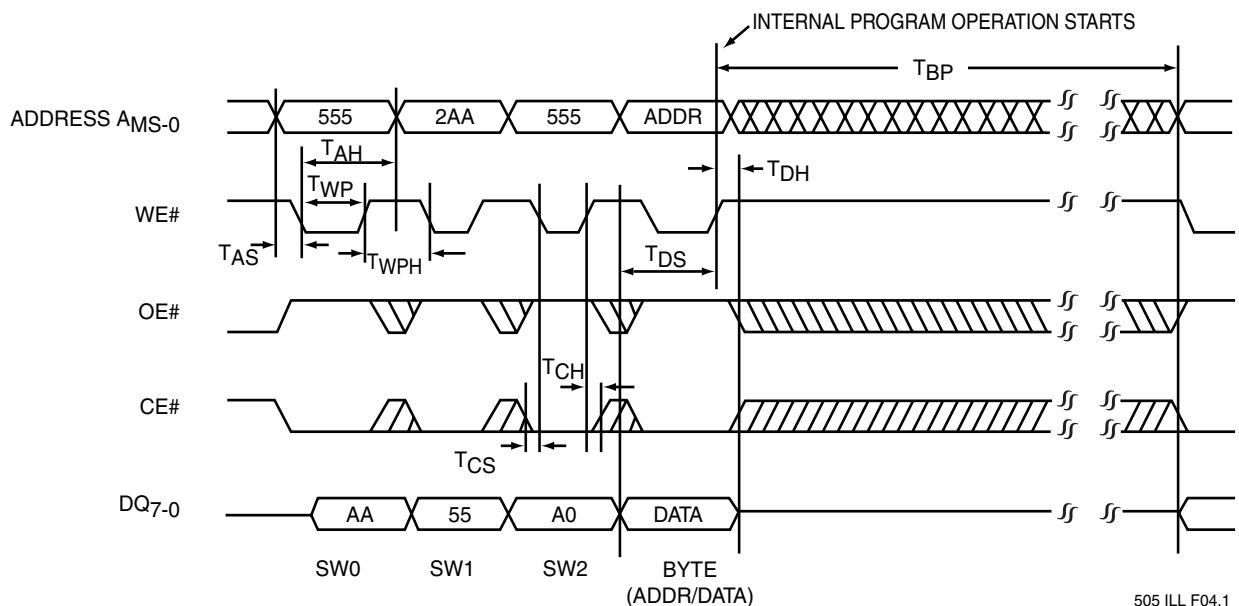 INTERNAL PROGRAM OPERATION STARTS
TBP
ADDRESS AMS-0
555
2AA
555
ADDR
TAH
TDH
TWP
WE#
TAS
TWPH
TDS
OE#
TCH
CE#
TCS
DQ7-0
AA
55
A0
DATA
SW0
SW1
SW2
BYTE
(ADDR/DATA)
505 ILL F04.1